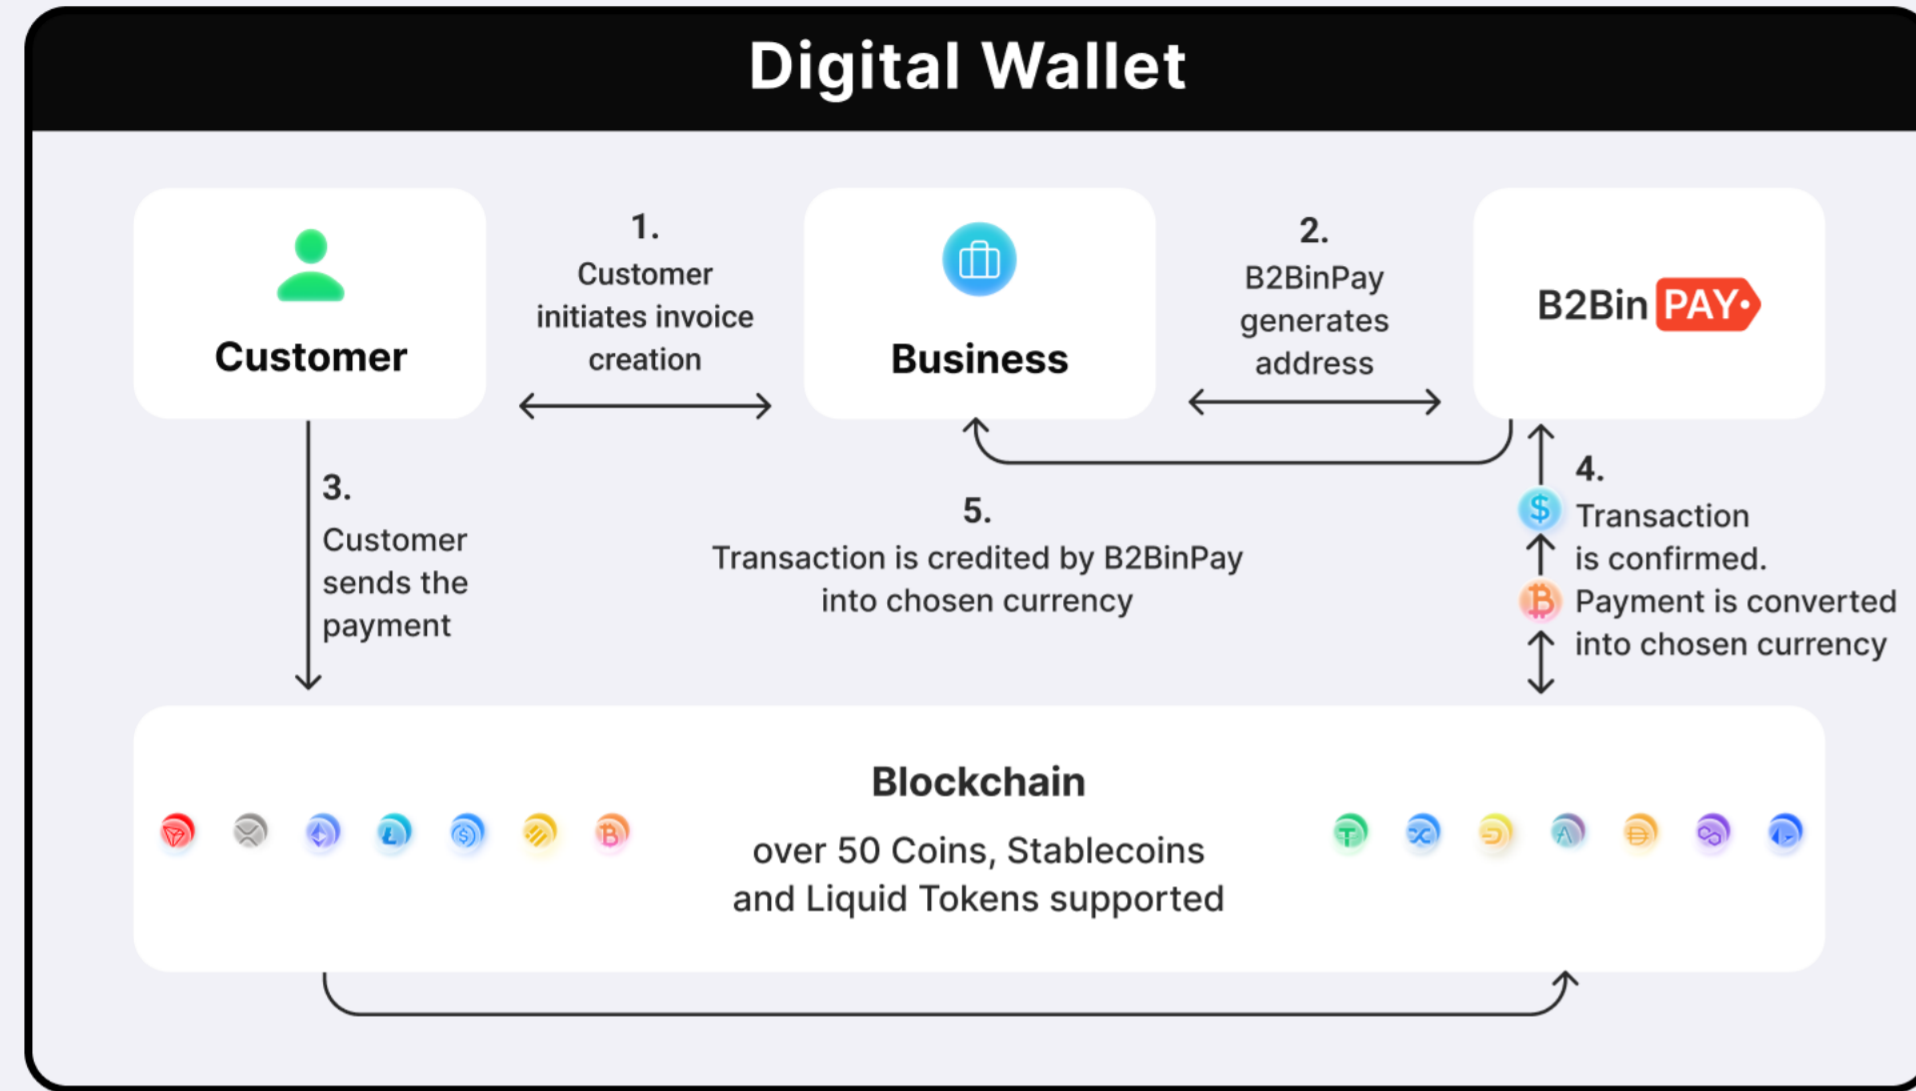 Digital Wallet
Customer
1.
Customer
initiates invoice
creation
Business
2.
B2BinPay
generates
address
B2Bin PAY
3.
Customer
sends the
payment
5.
Transaction is credited by B2BinPay
into chosen currency
4.
Transaction
is confirmed.
Payment is converted
into chosen currency
Blockchain
over 50 Coins, Stablecoins
and Liquid Tokens supported